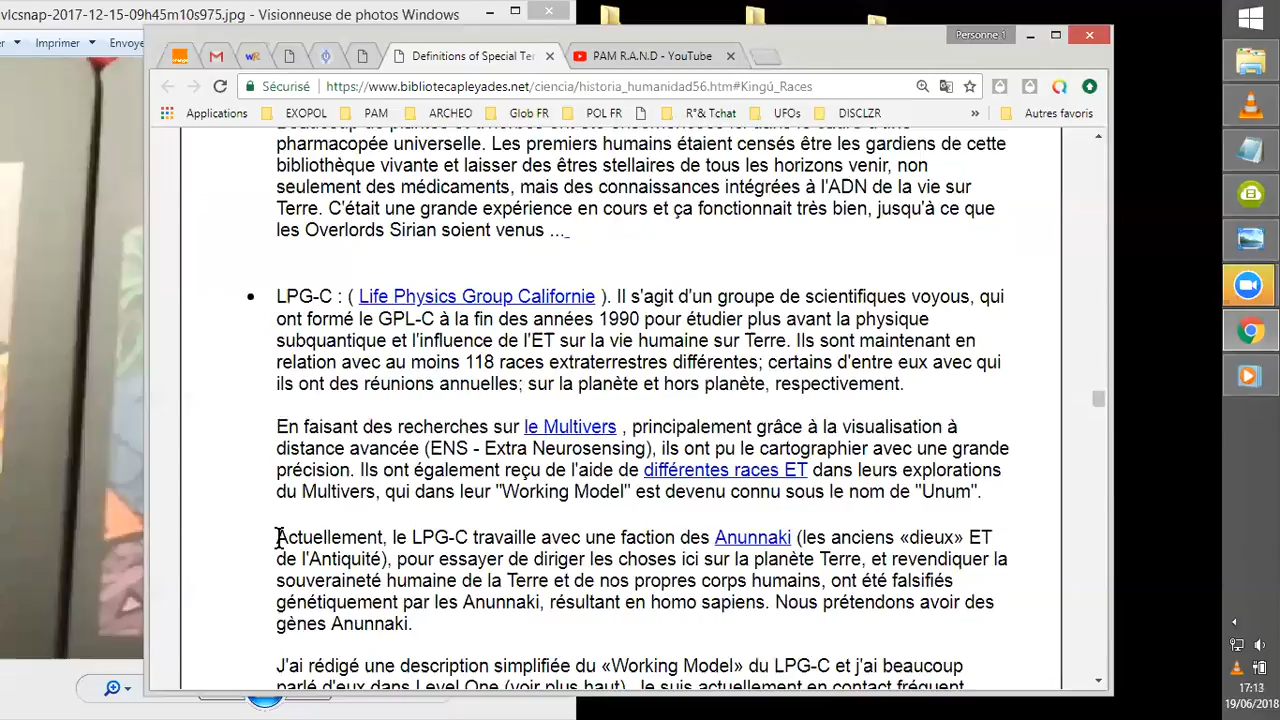 vlcsnap-2017-12-15-09h45m10s975.jpg - Visionneuse de photos Windows
Imprimer
Envoye
Personne 1
Definitions of Special Ter
PAM R.A.N.D - YouTube
Sécurisé
https://www.bibliotecapleyades.net/ciencia/historia_humanidad56.htm#Kingú_Races
Applications
EXOPOL
PAM
ARCHEO
Glob FR
POL FR
R°& Tchat
UFOs
DISCLZR
»
Autres favoris
pharmacopée universelle. Les premiers humains étaient censés être les gardiens de cette
bibliothèque vivante et laisser des êtres stellaires de tous les horizons venir, non
seulement des médicaments, mais des connaissances intégrées à l'ADN de la vie sur
Terre. C'était une grande expérience en cours et ça fonctionnait très bien, jusqu'à ce que
les Overlords Sirian soient venus ...
• LPG-C : ( Life Physics Group Californie ). Il s'agit d'un groupe de scientifiques voyous, qui
ont formé le GPL-C à la fin des années 1990 pour étudier plus avant la physique
subquantique et l'influence de l'ET sur la vie humaine sur Terre. Ils sont maintenant en
relation avec au moins 118 races extraterrestres différentes; certains d'entre eux avec qui
ils ont des réunions annuelles; sur la planète et hors planète, respectivement.
En faisant des recherches sur le Multivers , principalement grâce à la visualisation à
distance avancée (ENS - Extra Neurosensing), ils ont pu le cartographier avec une grande
précision. Ils ont également reçu de l'aide de différentes races ET dans leurs explorations
du Multivers, qui dans leur "Working Model" est devenu connu sous le nom de "Unum".
Actuellement, le LPG-C travaille avec une faction des Anunnaki (les anciens «dieux» ET
de l'Antiquité), pour essayer de diriger les choses ici sur la planète Terre, et revendiquer la
souveraineté humaine de la Terre et de nos propres corps humains, ont été falsifiés
génétiquement par les Anunnaki, résultant en homo sapiens. Nous prétendons avoir des
gènes Anunnaki.
J'ai rédigé une description simplifiée du «Working Model» du LPG-C et j'ai beaucoup
parlé d'eux dans Level One (voir plus haut). Je suis actuellement en contact fréquent
17:13
19/06/2018